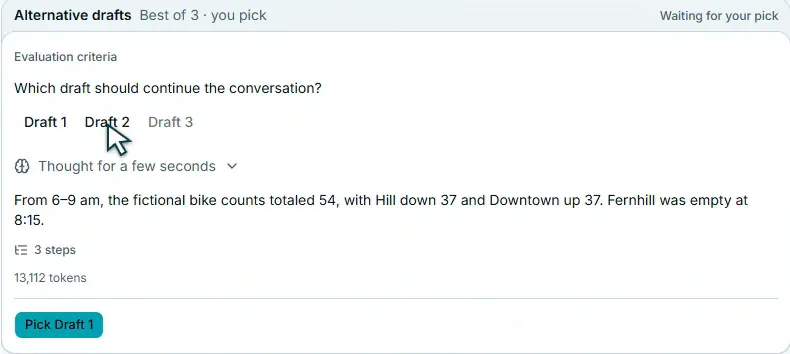 Alternative drafts Best of 3 · you pick Waiting for your pick
Evaluation criteria
Which draft should continue the conversation?
Draft 1 Draft 2 Draft 3
Thought for a few seconds
From 6–9 am, the fictional bike counts totaled 54, with Hill down 37 and Downtown up 37. Fernhill was empty at
8:15.
3 steps
13,112 tokens
Pick Draft 1